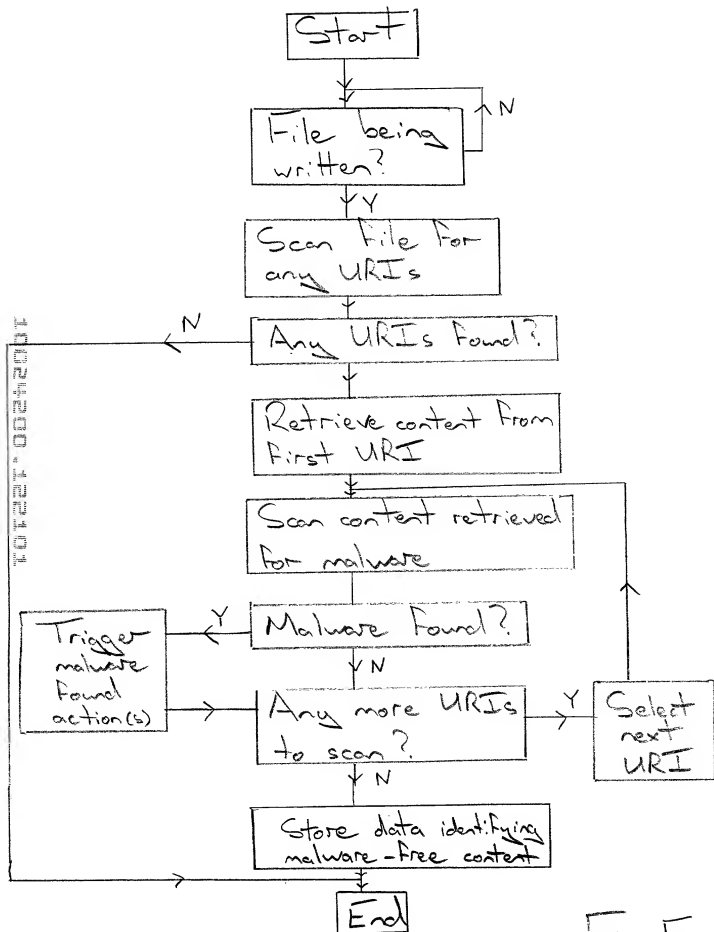 Start
N
File being
written?
Y
Scan file for
any URIs
N
Any URIs found?
Retrieve content from
first URI
Scan content retrieved
for malware
Y
Malware found?
Trigger
malware
found
action(s)
N
Any more URIs
to scan?
Y
Select
next
URI
N
Store data identifying
malware-free content
End
10024200.122101